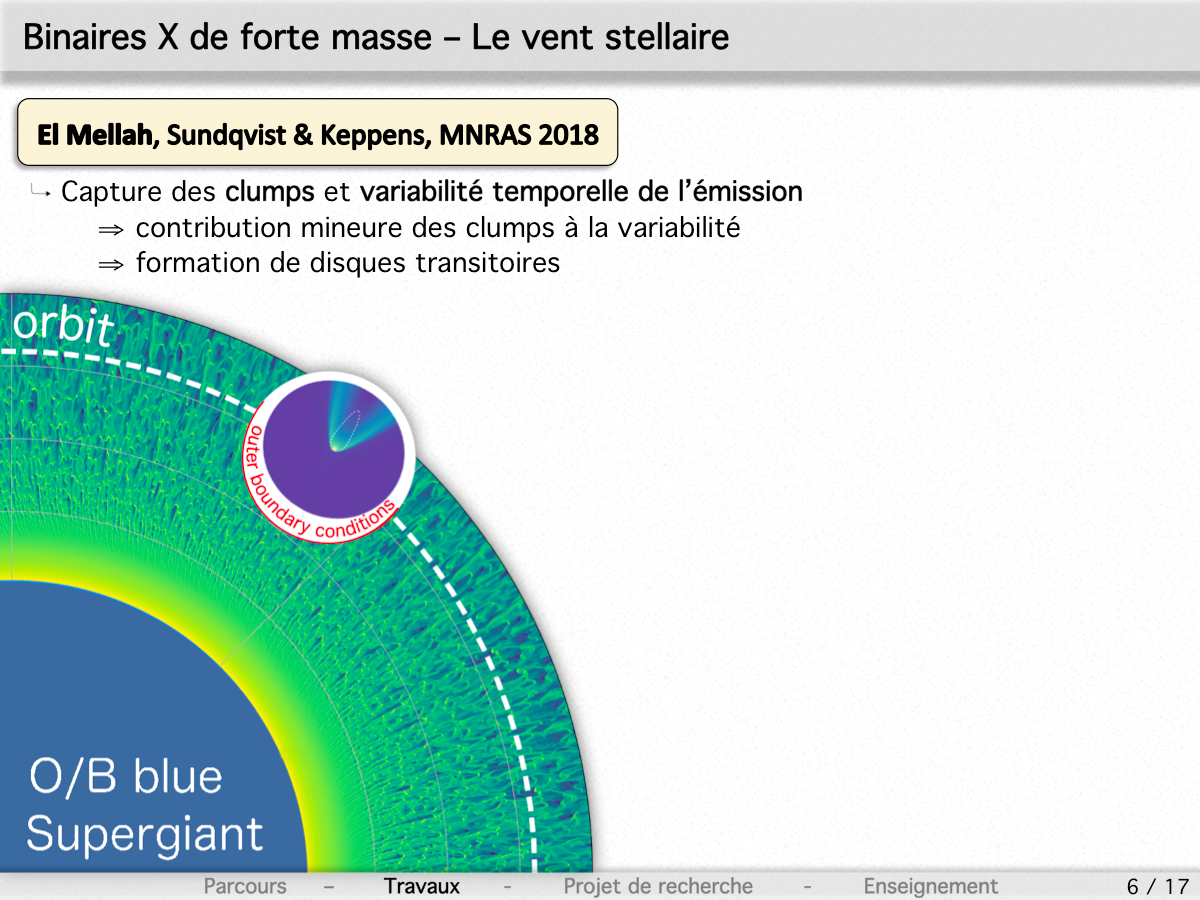 Binaires X de forte masse – Le vent stellaire
El Mellah, Sundqvist & Keppens, MNRAS 2018
Capture des clumps et variabilité temporelle de l’émission
⇒ contribution mineure des clumps à la variabilité
⇒ formation de disques transitoires
orbit
outer boundary conditions
O/B blue
Supergiant
Parcours – Travaux - Projet de recherche - Enseignement 6 / 17